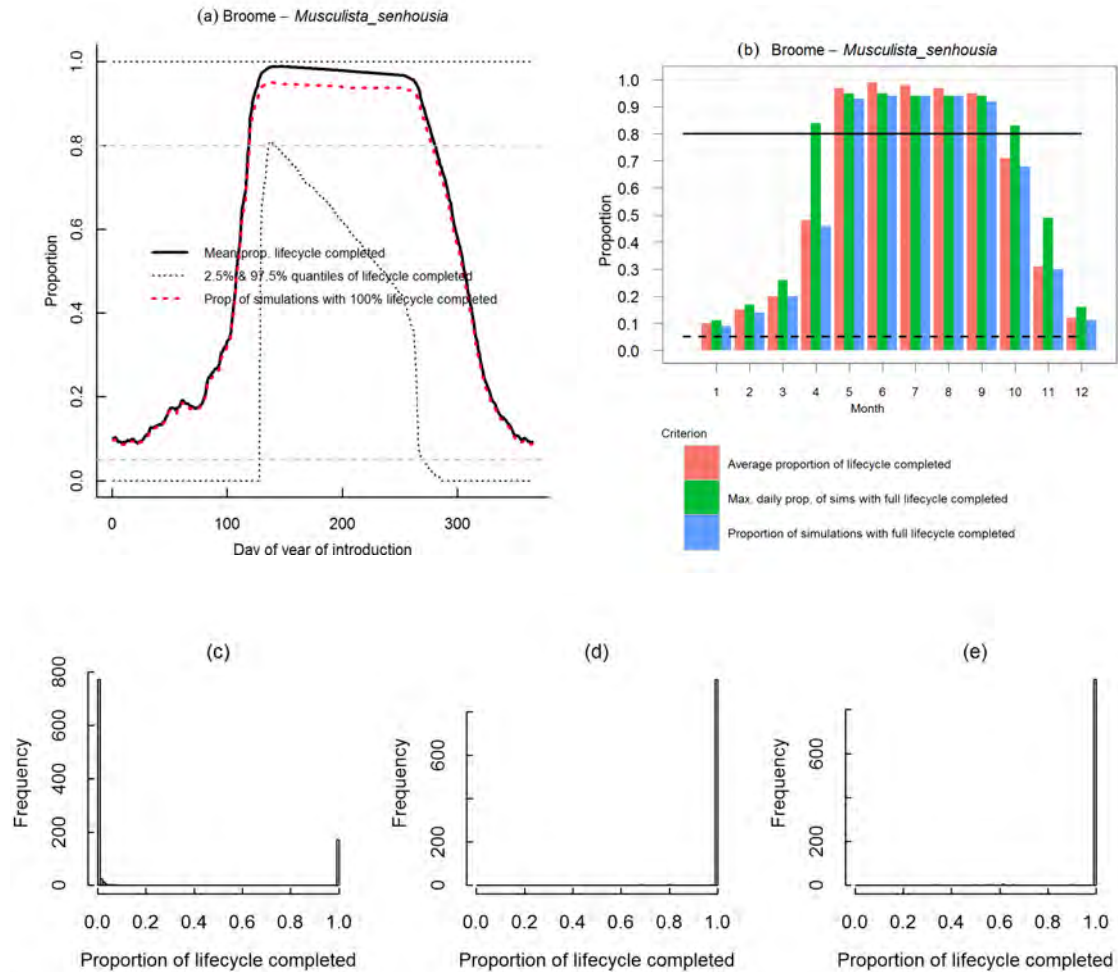 (a) Broome – Musculista_senhousia
Proportion
1.0
0.8
0.6
0.4
0.2
0.0
Mean prop. lifecycle completed
2.5% & 97.5% quantiles of lifecycle completed
Prop. of simulations with 100% lifecycle completed
0 100 200 300
Day of year of introduction
(b) Broome – Musculista_senhousia
Proportion
1.0
0.9
0.8
0.7
0.6
0.5
0.4
0.3
0.2
0.1
0.0
1 2 3 4 5 6 7 8 9 10 11 12
Month
Criterion
Average proportion of lifecycle completed
Max. daily prop. of sims with full lifecycle completed
Proportion of simulations with full lifecycle completed
(c)
Frequency
800
600
400
200
0
0.0 0.2 0.4 0.6 0.8 1.0
Proportion of lifecycle completed
(d)
Frequency
600
200
0
0.0 0.2 0.4 0.6 0.8 1.0
Proportion of lifecycle completed
(e)
Frequency
600
200
0
0.0 0.2 0.4 0.6 0.8 1.0
Proportion of lifecycle completed